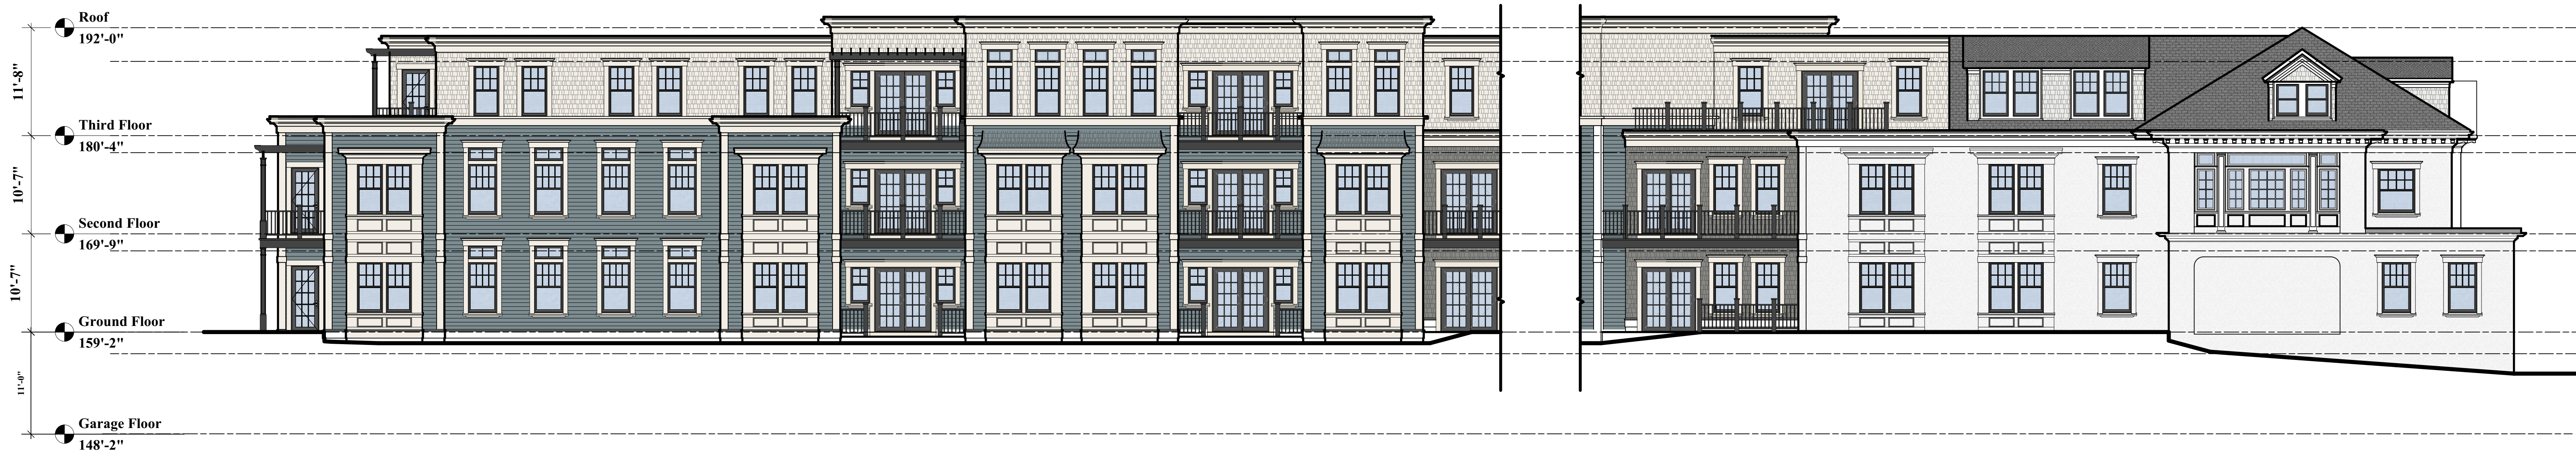 Roof
192'-0"
11'-8"
Third Floor
180'-4"
10'-7"
Second Floor
169'-9"
10'-7"
Ground Floor
159'-2"
11'-0"
Garage Floor
148'-2"